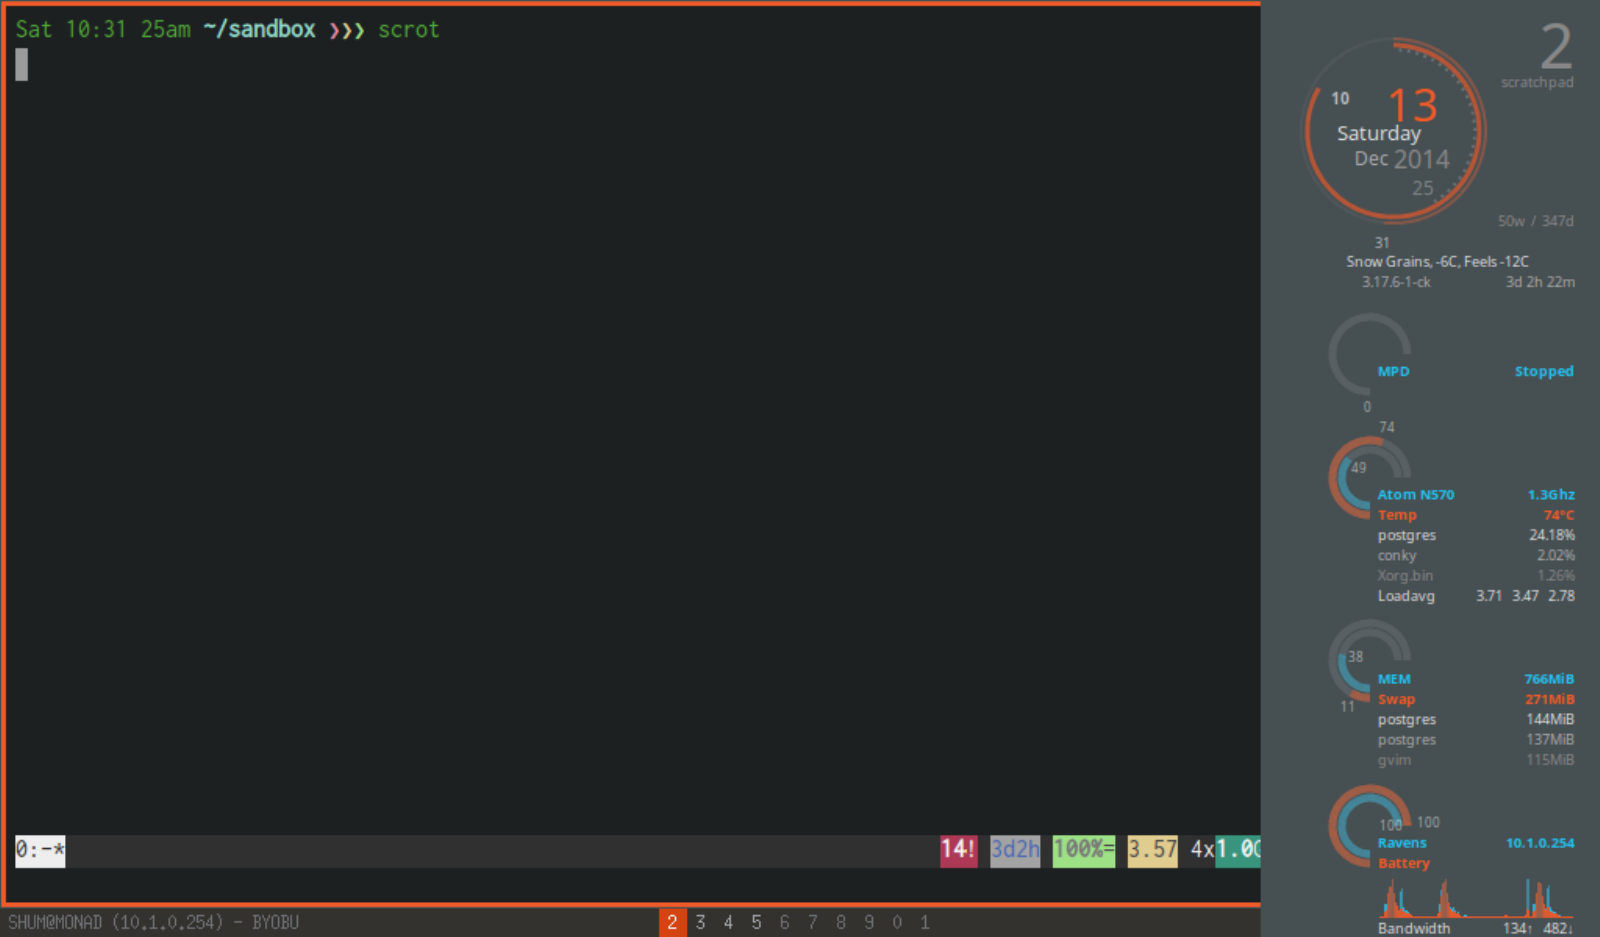 Sat 10:31 25am ~/sandbox ❯❯❯ scrot
0:-* 14! 3d2h 100%= 3.57 4x1.0
SHUM@MONAD (10.1.0.254) - BYOBU 2 3 4 5 6 7 8 9 0 1
2
scratchpad
10 13
Saturday
Dec 2014
25
50w / 347d
31
Snow Grains, -6C, Feels -12C
3.17.6-1-ck 3d 2h 22m
MPD Stopped
0
74
49
Atom N570 1.3Ghz
Temp 74°C
postgres 24.18%
conky 2.02%
Xorg.bin 1.26%
Loadavg 3.71 3.47 2.78
38
MEM 766MiB
Swap 271MiB
11
postgres 144MiB
postgres 137MiB
gvim 115MiB
100 100
Ravens 10.1.0.254
Battery
Bandwidth 134↑ 482↓